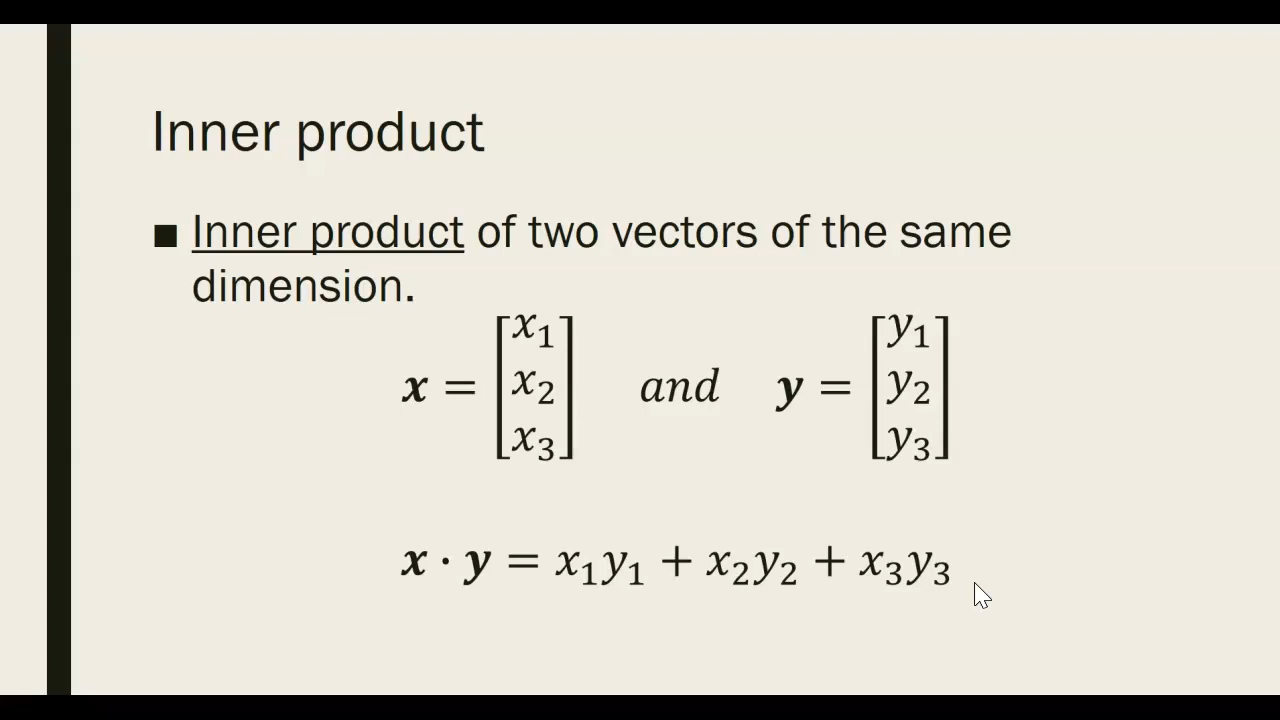 Inner product
■ Inner product of two vectors of the same
dimension.
𝒙 = [x₁ x₂ x₃] and 𝒚 = [y₁ y₂ y₃]
𝒙 · 𝒚 = x₁y₁ + x₂y₂ + x₃y₃